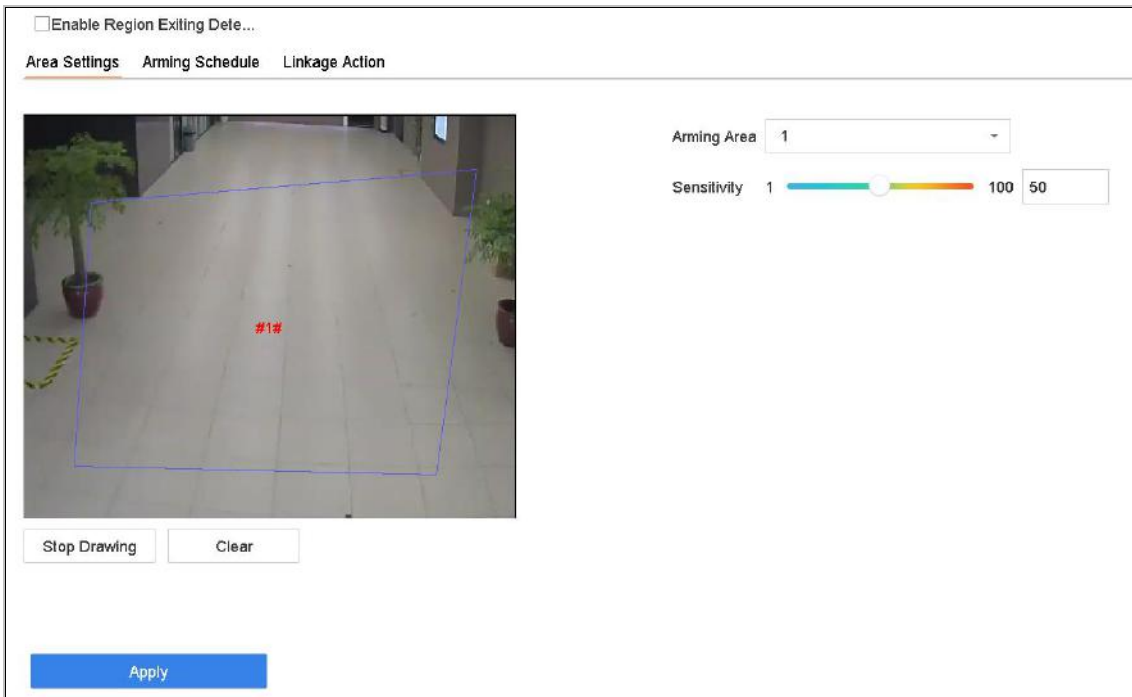 Enable Region Exiting Dete...
Area Settings Arming Schedule Linkage Action
Arming Area 1
Sensitivity 1 100 50
#1#
Stop Drawing Clear
Apply